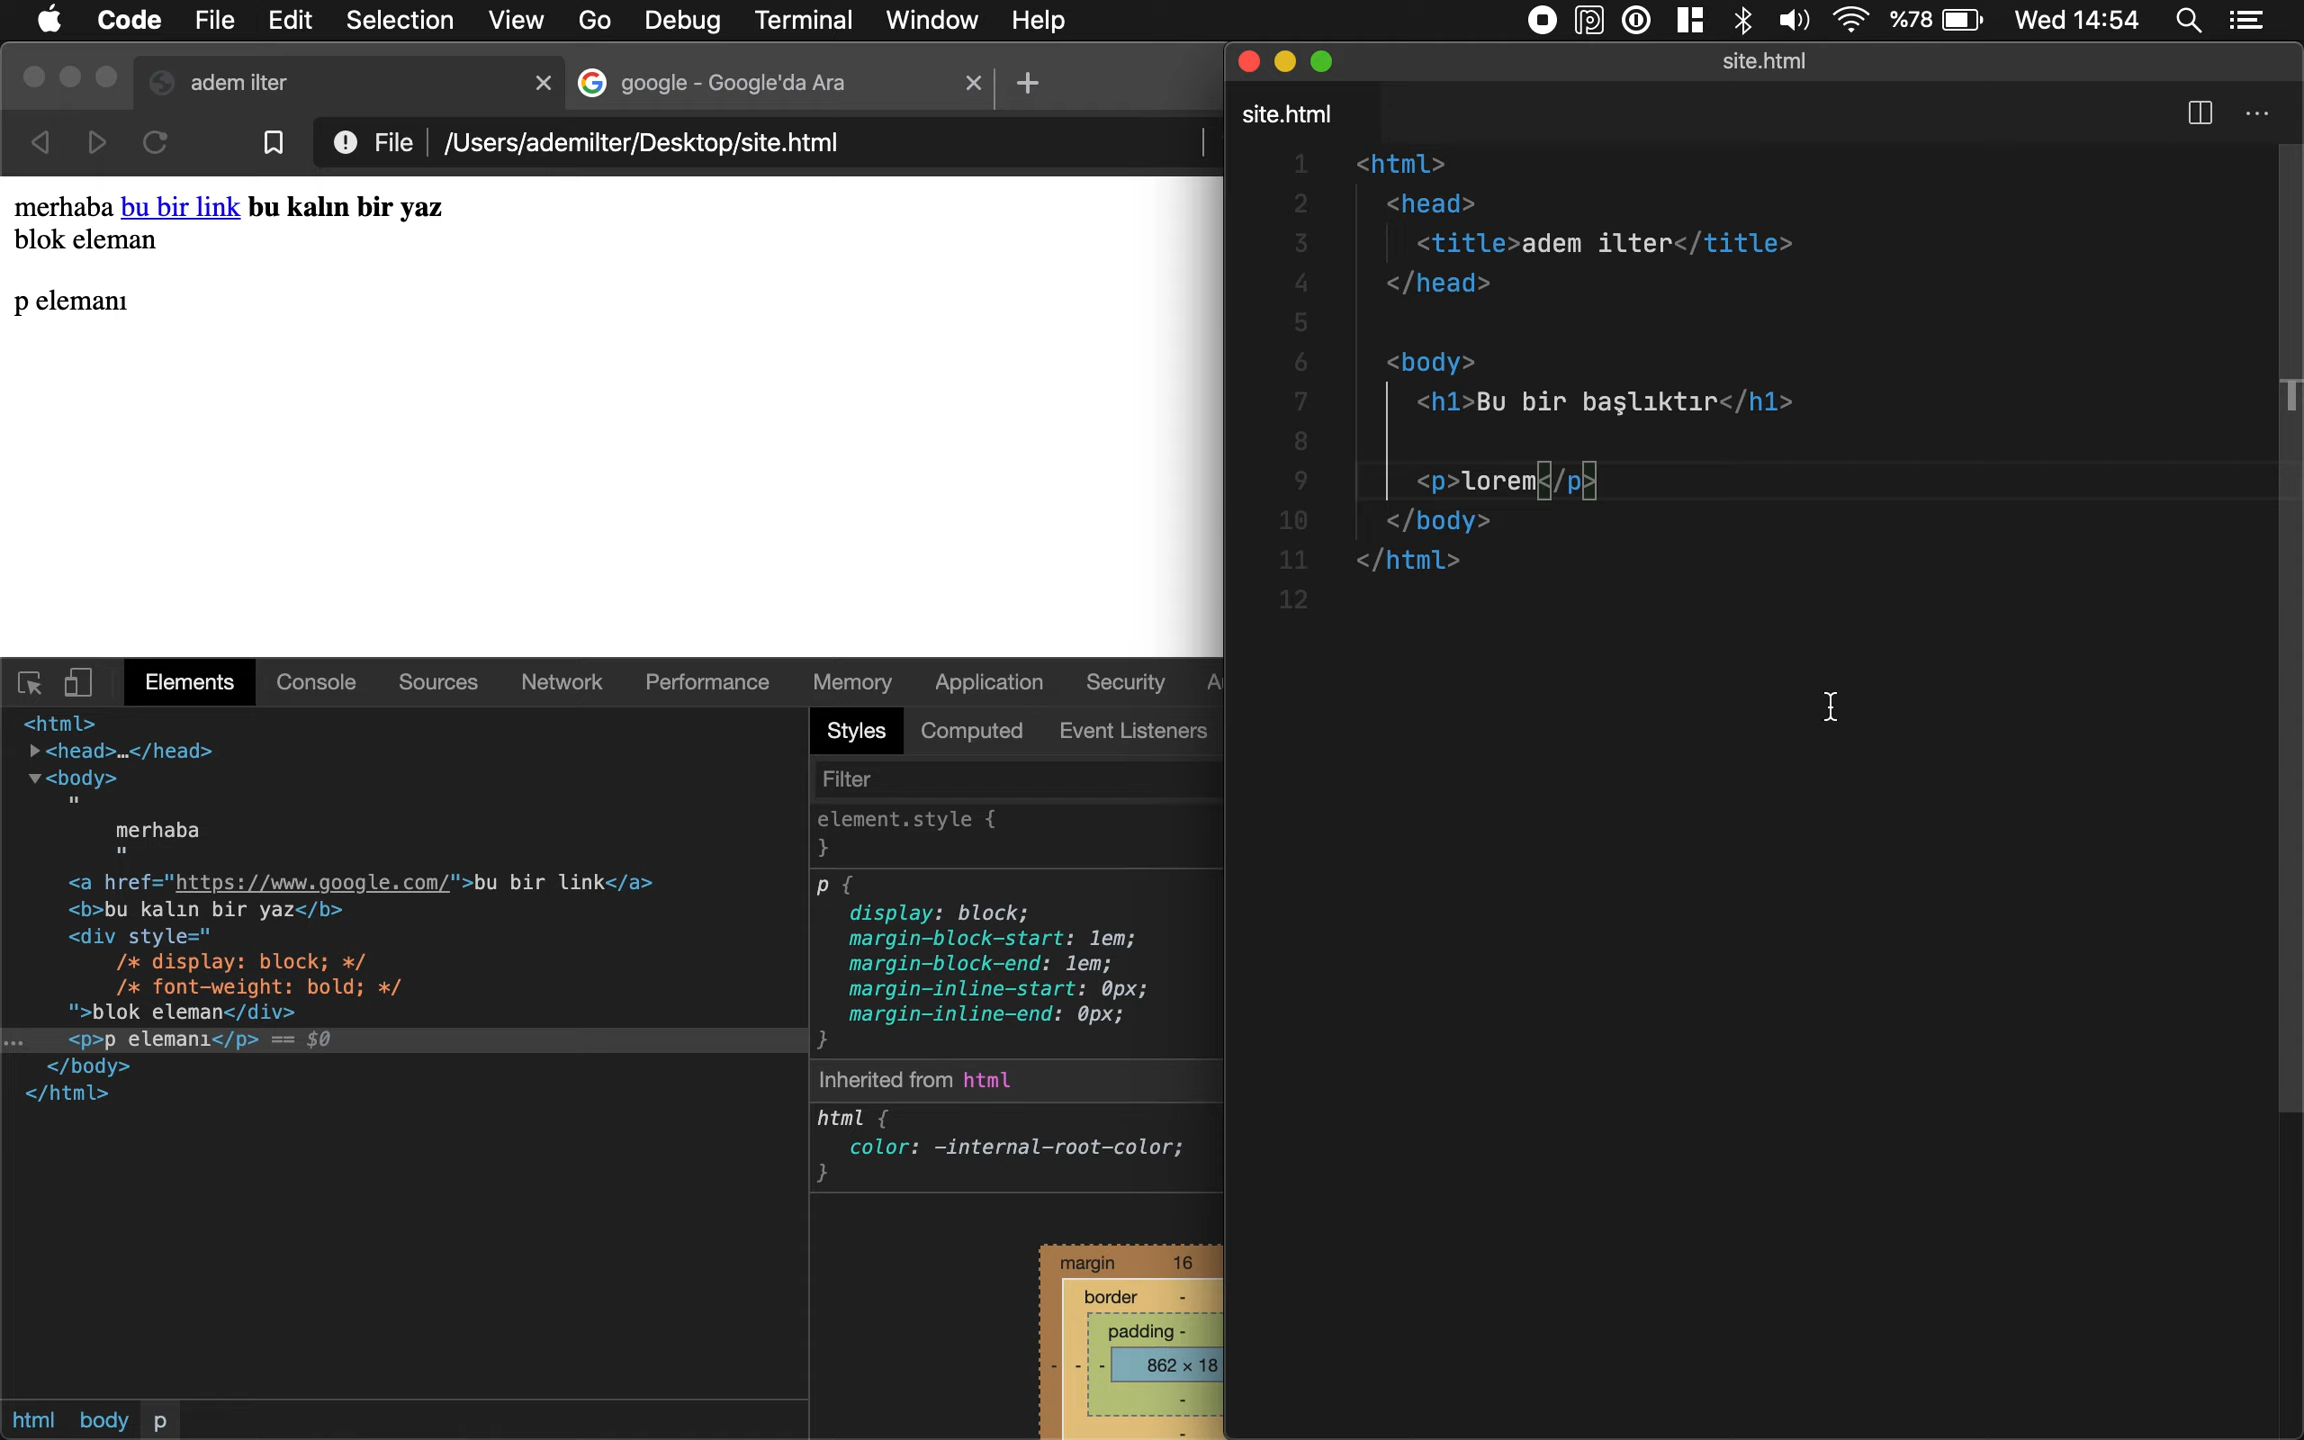 Code File Edit Selection View Go Debug Terminal Window Help %78 Wed 14:54
adem ilter
google - Google'da Ara
File /Users/ademilter/Desktop/site.html
merhaba bu bir link bu kalın bir yaz
blok eleman
p elemanı
Elements Console Sources Network Performance Memory Application Security
<html>
<head>…</head>
<body>
"
merhaba
"
<a href="https://www.google.com/">bu bir link</a>
<b>bu kalın bir yaz</b>
<div style="
/* display: block; */
/* font-weight: bold; */
">blok eleman</div>
… <p>p elemanı</p> == $0
</body>
</html>
html body p
Styles Computed Event Listeners
Filter
element.style {
}
p {
display: block;
margin-block-start: 1em;
margin-block-end: 1em;
margin-inline-start: 0px;
margin-inline-end: 0px;
}
Inherited from html
html {
color: -internal-root-color;
}
margin 16
border -
padding -
- - - 862 × 18
-
-
site.html
site.html
1 <html>
2 <head>
3 <title>adem ilter</title>
4 </head>
5
6 <body>
7 <h1>Bu bir başlıktır</h1>
8
9 <p>lorem</p>
10 </body>
11 </html>
12